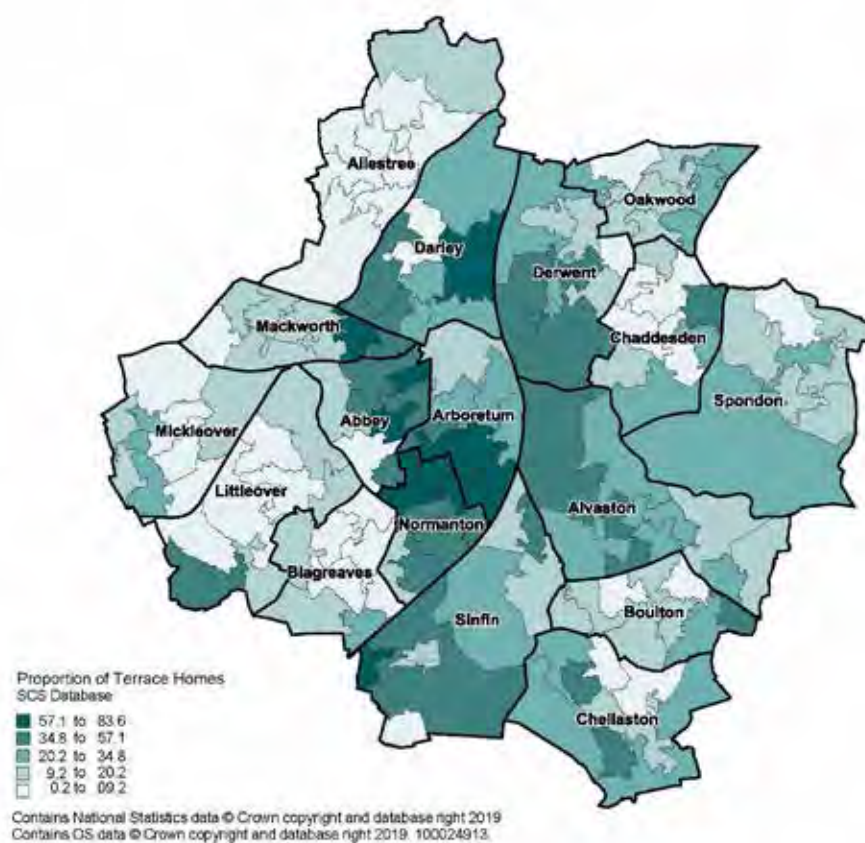 Allestree
Oakwood
Darley
Derwent
Chaddesden
Mackworth
Spondon
Abbey
Arboretum
Mickleover
Littleover
Alvaston
Normanton
Blagreaves
Boulton
Sinfin
Chellaston
Proportion of Terrace Homes
SCS Database
57.1 to 83.6
34.8 to 57.1
20.2 to 34.8
9.2 to 20.2
0.2 to 09.2
Contains National Statistics data © Crown copyright and database right 2019
Contains OS data © Crown copyright and database right 2019. 100024913.